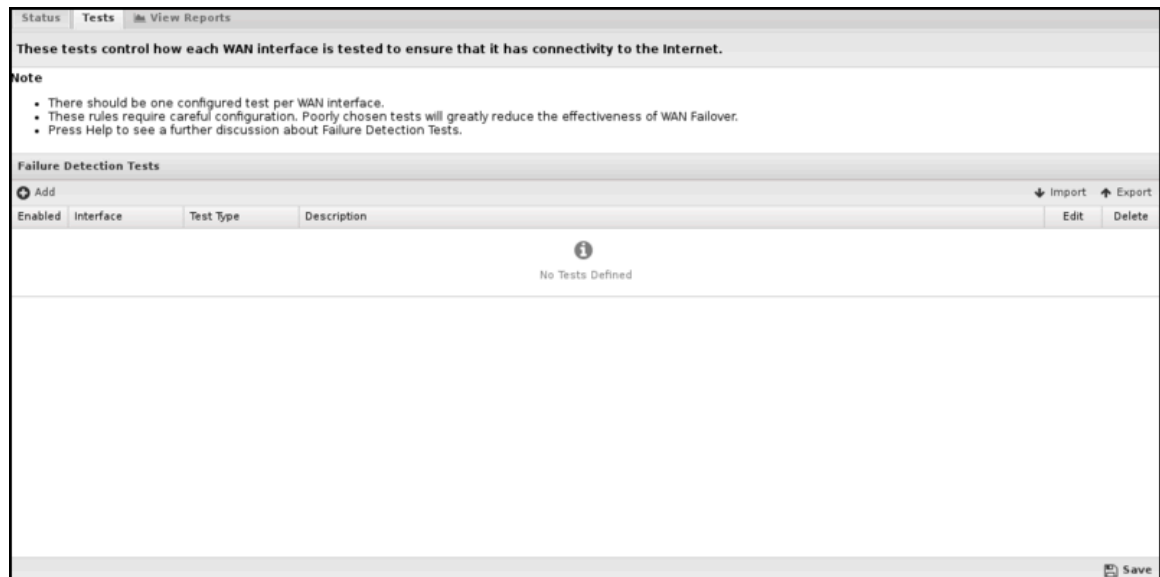 Status Tests View Reports
These tests control how each WAN interface is tested to ensure that it has connectivity to the Internet.
Note
• There should be one configured test per WAN interface.
• These rules require careful configuration. Poorly chosen tests will greatly reduce the effectiveness of WAN Failover.
• Press Help to see a further discussion about Failure Detection Tests.
Failure Detection Tests
Add Import Export
Enabled Interface Test Type Description Edit Delete
No Tests Defined
Save